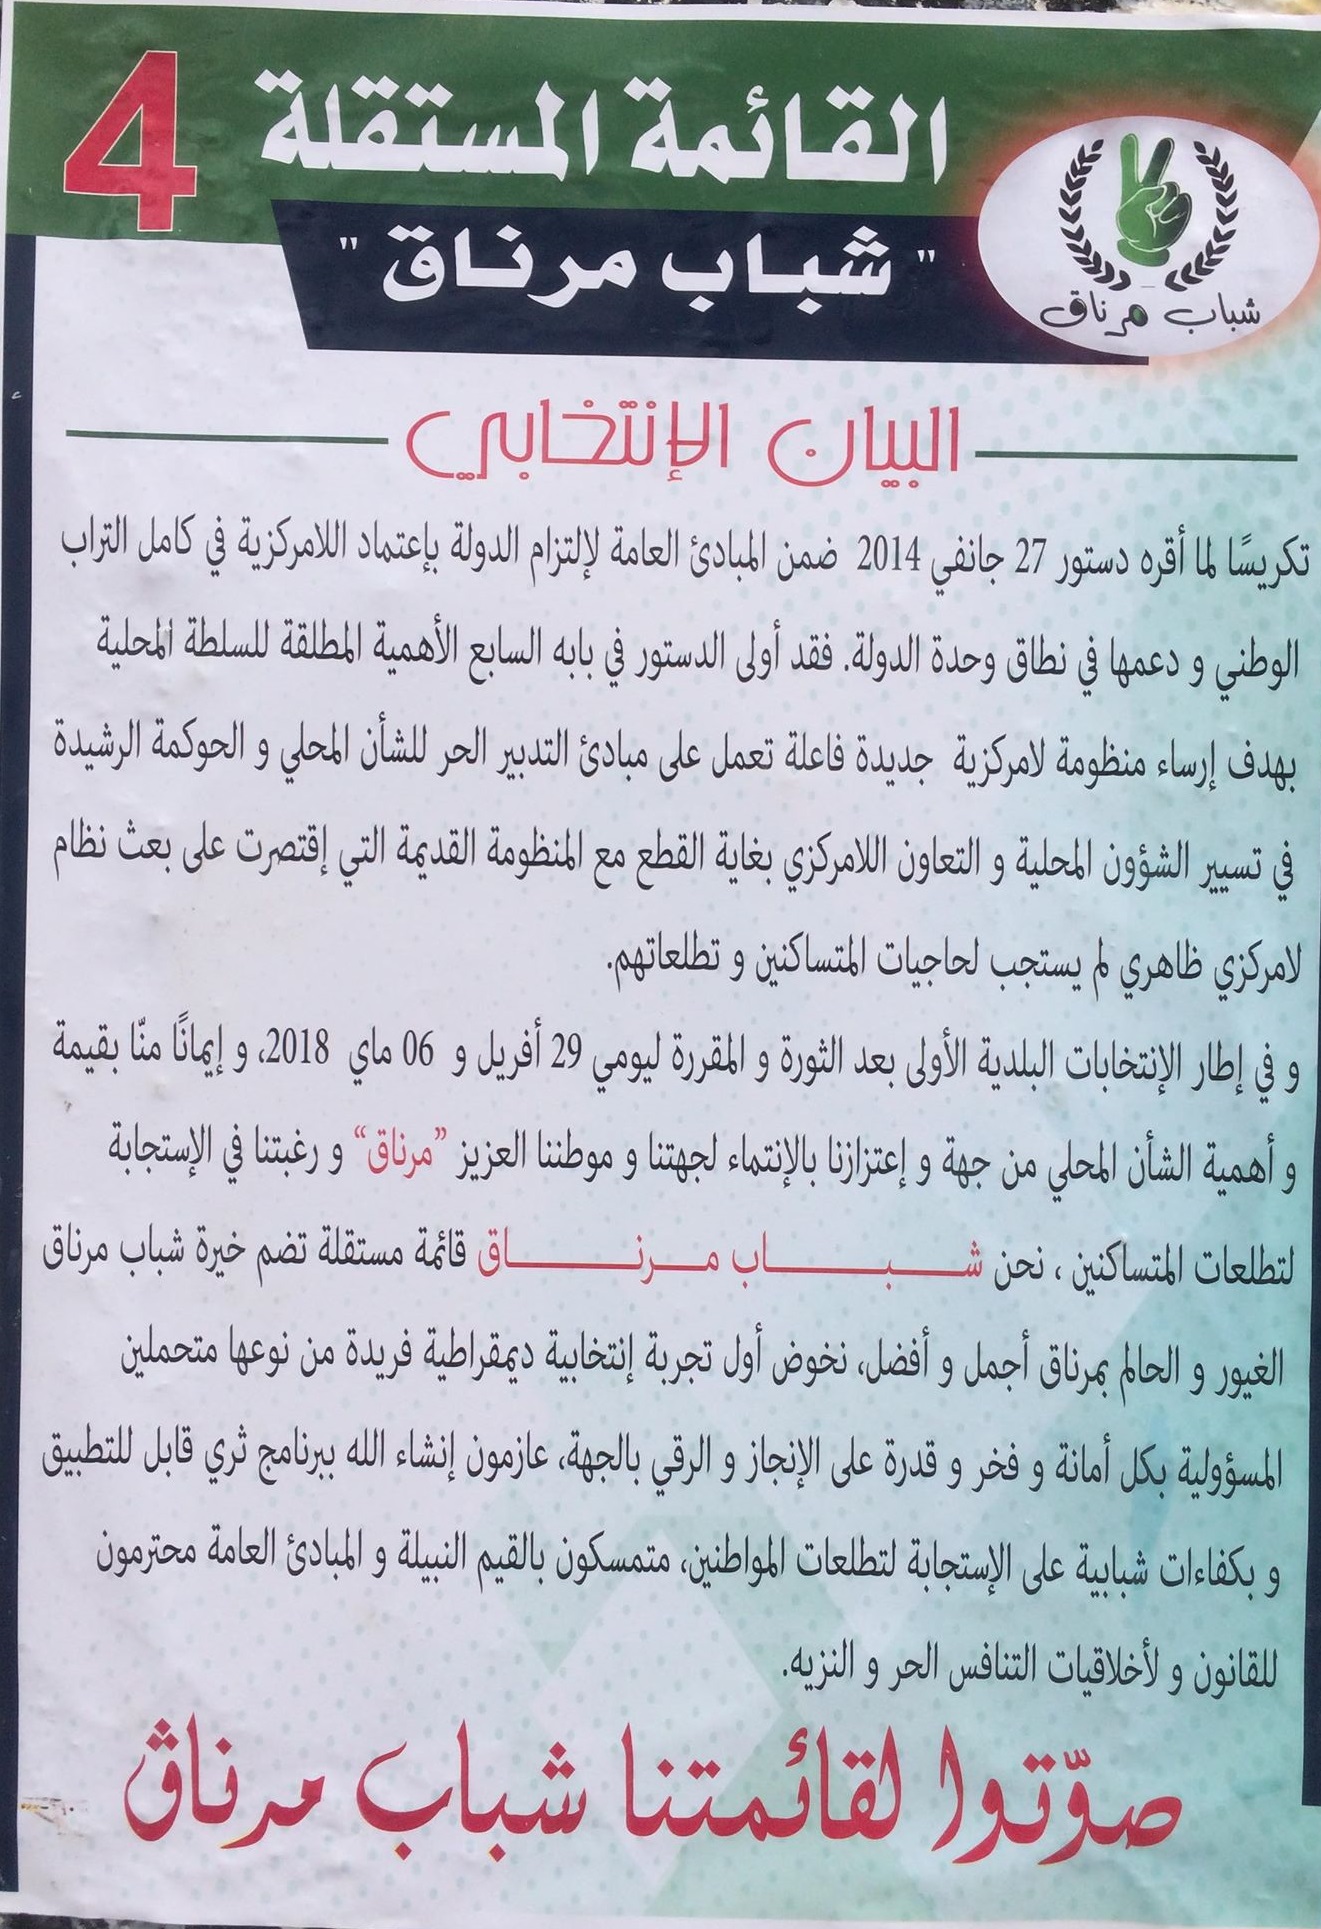 القائمة المستقلة
4
" شباب مرناق "
شباب مرناق
البيان الإنتخابي
تكريسًا لما أقره دستور 27 جانفي 2014 ضمن المبادئ العامة لإلتزام الدولة بإعتماد اللامركزية في كامل التراب
الوطني و دعمها في نطاق وحدة الدولة. فقد أولى الدستور في بابه السابع الأهمية المطلقة للسلطة المحلية
بهدف إرساء منظومة لامركزية جديدة فاعلة تعمل على مبادئ التدبير الحر للشأن المحلي و الحوكمة الرشيدة
في تسيير الشؤون المحلية و التعاون اللامركزي بغاية القطع مع المنظومة القديمة التي إقتصرت على بعث نظام
لامركزي ظاهري لم يستجب لحاجيات المتساكنين و تطلعاتهم.
و في إطار الإنتخابات البلدية الأولى بعد الثورة و المقررة ليومي 29 أفريل و 06 ماي 2018، و إيمانًا منّا بقيمة
و أهمية الشأن المحلي من جهة و إعتزازنا بالإنتماء لجهتنا و موطننا العزيز ”مرناق“ و رغبتنا في الإستجابة
لتطلعات المتساكنين ، نحن شـــبـــاب مـــرنـــاق قائمة مستقلة تضم خيرة شباب مرناق
الغيور و الحالم بمرناق أجمل و أفضل، نخوض أول تجربة إنتخابية ديمقراطية فريدة من نوعها متحملين
المسؤولية بكل أمانة و فخر و قدرة على الإنجاز و الرقي بالجهة، عازمون إنشاء الله ببرنامج ثري قابل للتطبيق
و بكفاءات شبابية على الإستجابة لتطلعات المواطنين، متمسكون بالقيم النبيلة و المبادئ العامة محترمون
للقانون و لأخلاقيات التنافس الحر و النزيه.
صوّتوا لقائمتنا شباب مرناق